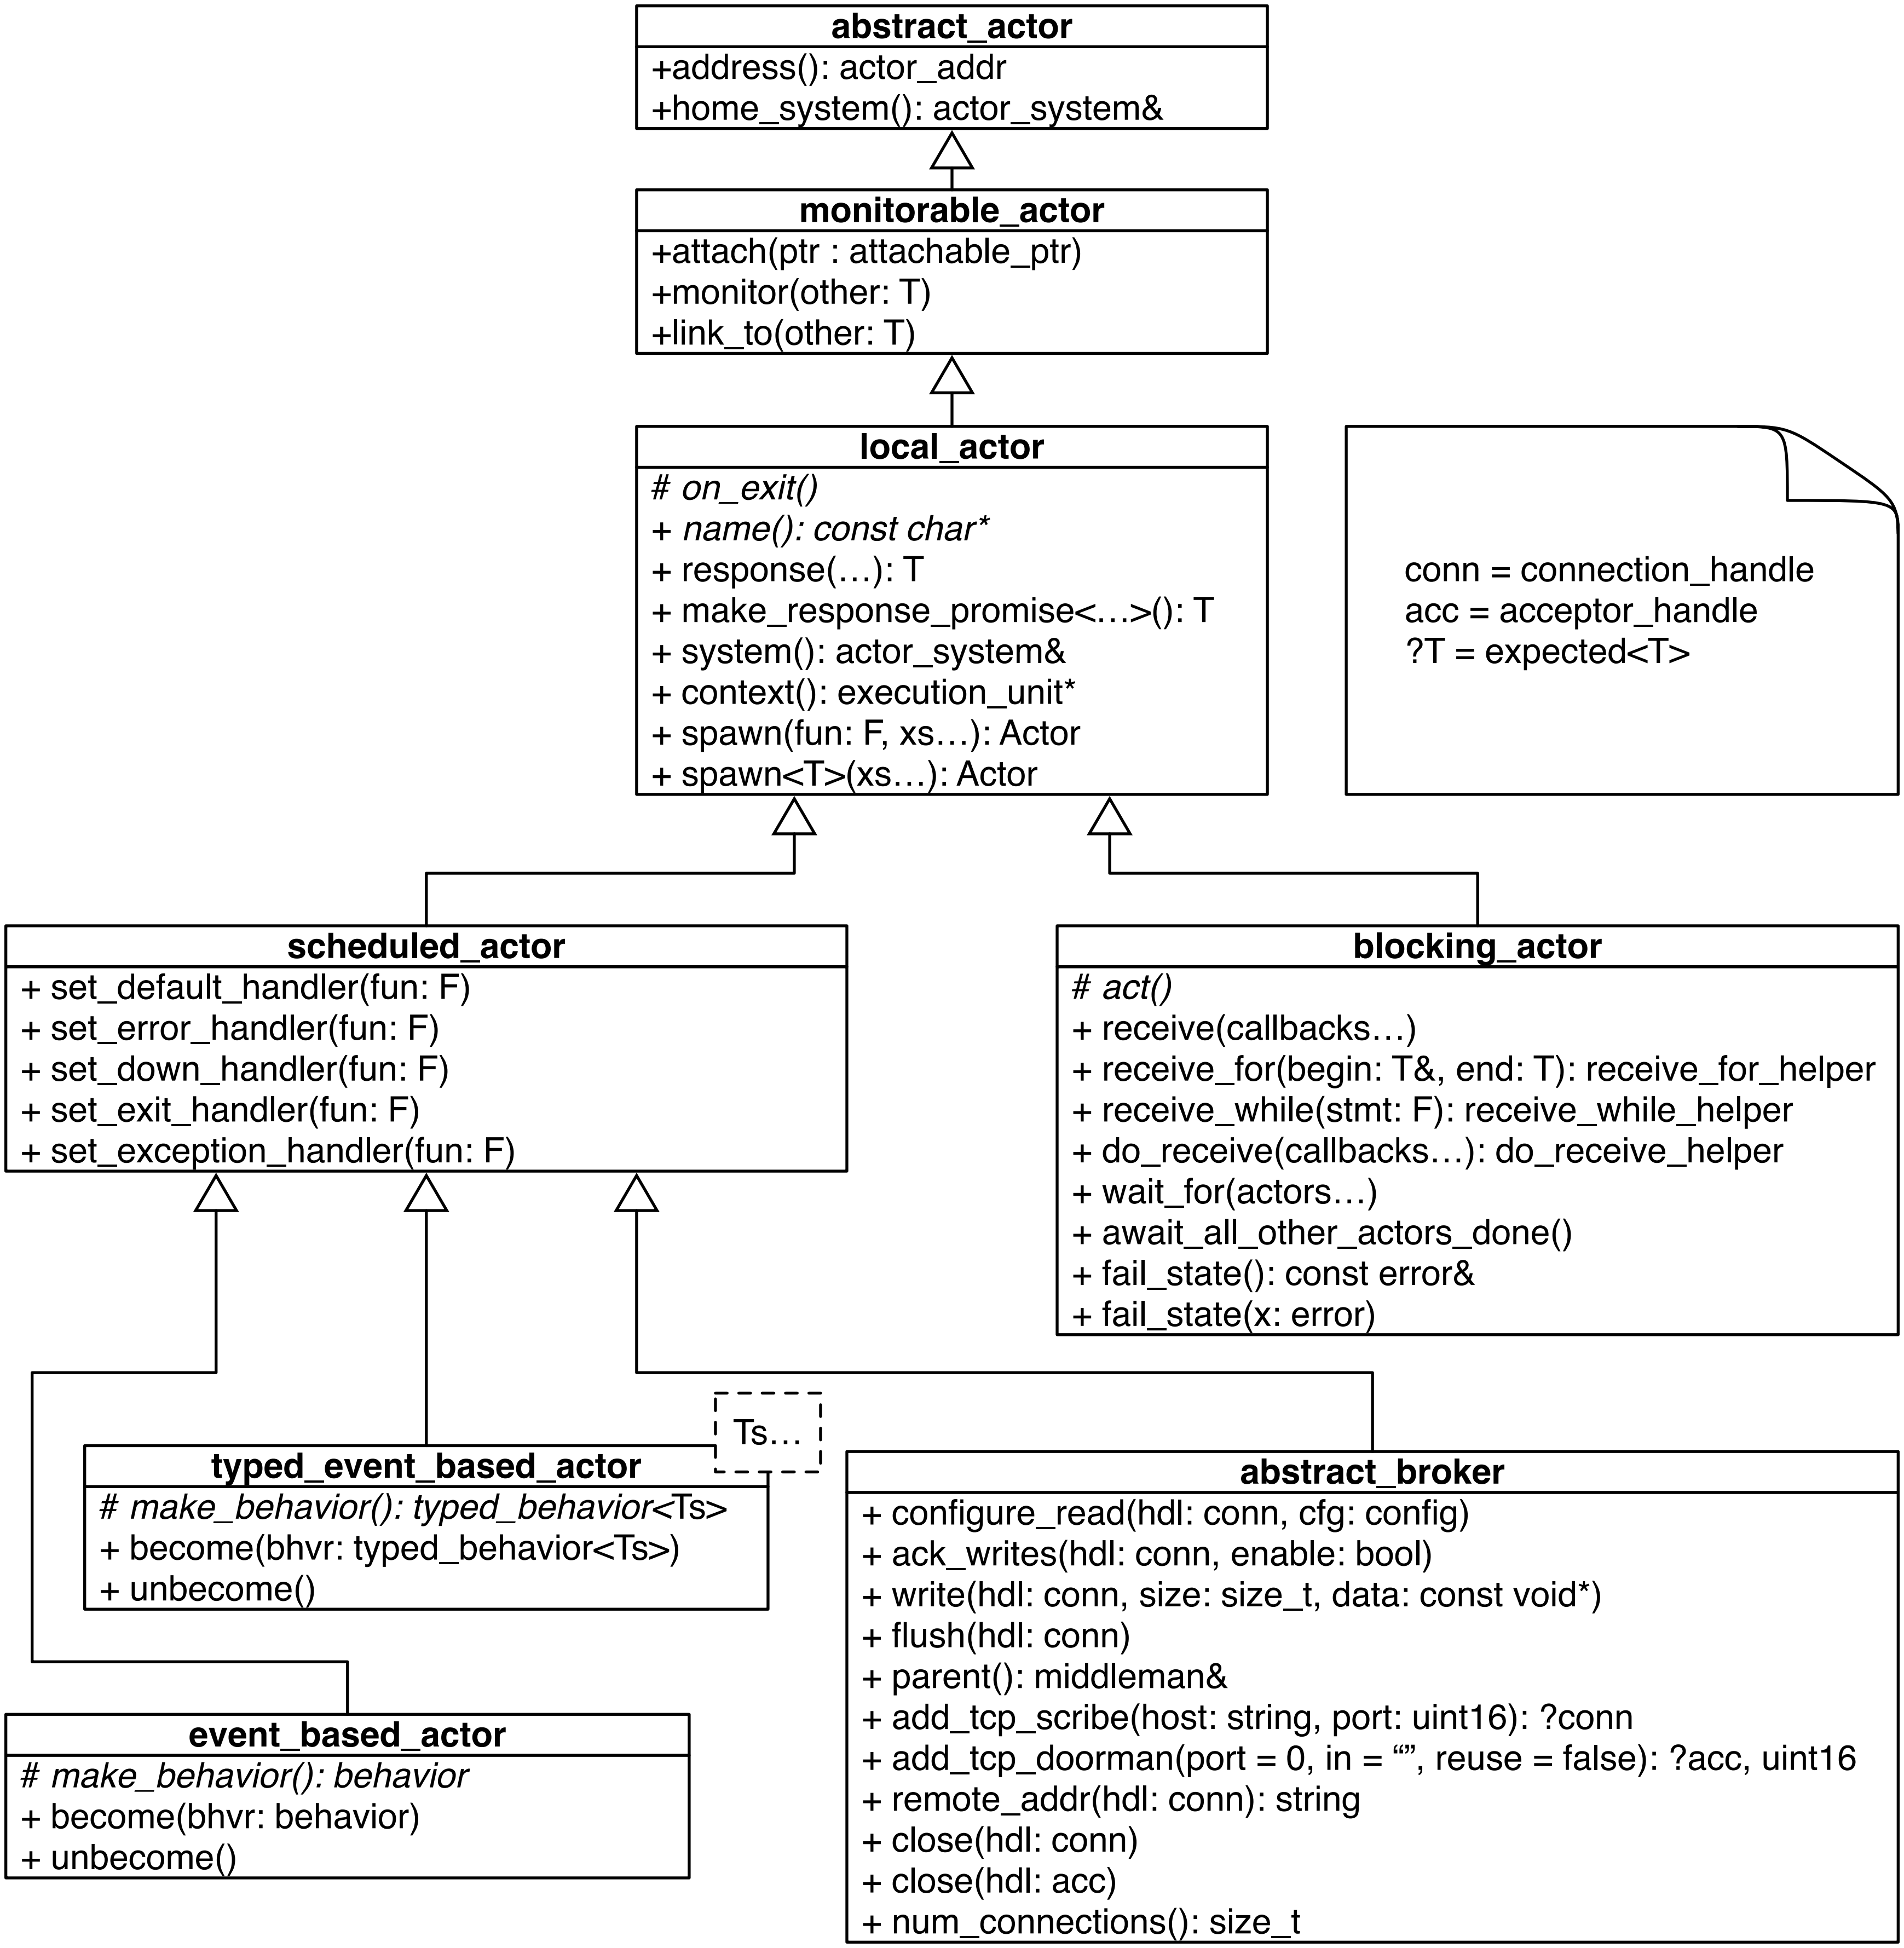 abstract_actor
+address(): actor_addr
+home_system(): actor_system&
monitorable_actor
+attach(ptr : attachable_ptr)
+monitor(other: T)
+link_to(other: T)
local_actor
# on_exit()
+ name(): const char*
+ response(…): T
+ make_response_promise<…>(): T
+ system(): actor_system&
+ context(): execution_unit*
+ spawn(fun: F, xs…): Actor
+ spawn<T>(xs…): Actor
conn = connection_handle
acc = acceptor_handle
?T = expected<T>
scheduled_actor
+ set_default_handler(fun: F)
+ set_error_handler(fun: F)
+ set_down_handler(fun: F)
+ set_exit_handler(fun: F)
+ set_exception_handler(fun: F)
blocking_actor
# act()
+ receive(callbacks…)
+ receive_for(begin: T&, end: T): receive_for_helper
+ receive_while(stmt: F): receive_while_helper
+ do_receive(callbacks…): do_receive_helper
+ wait_for(actors…)
+ await_all_other_actors_done()
+ fail_state(): const error&
+ fail_state(x: error)
Ts…
typed_event_based_actor
# make_behavior(): typed_behavior<Ts>
+ become(bhvr: typed_behavior<Ts>)
+ unbecome()
event_based_actor
# make_behavior(): behavior
+ become(bhvr: behavior)
+ unbecome()
abstract_broker
+ configure_read(hdl: conn, cfg: config)
+ ack_writes(hdl: conn, enable: bool)
+ write(hdl: conn, size: size_t, data: const void*)
+ flush(hdl: conn)
+ parent(): middleman&
+ add_tcp_scribe(host: string, port: uint16): ?conn
+ add_tcp_doorman(port = 0, in = “”, reuse = false): ?acc, uint16
+ remote_addr(hdl: conn): string
+ close(hdl: conn)
+ close(hdl: acc)
+ num_connections(): size_t